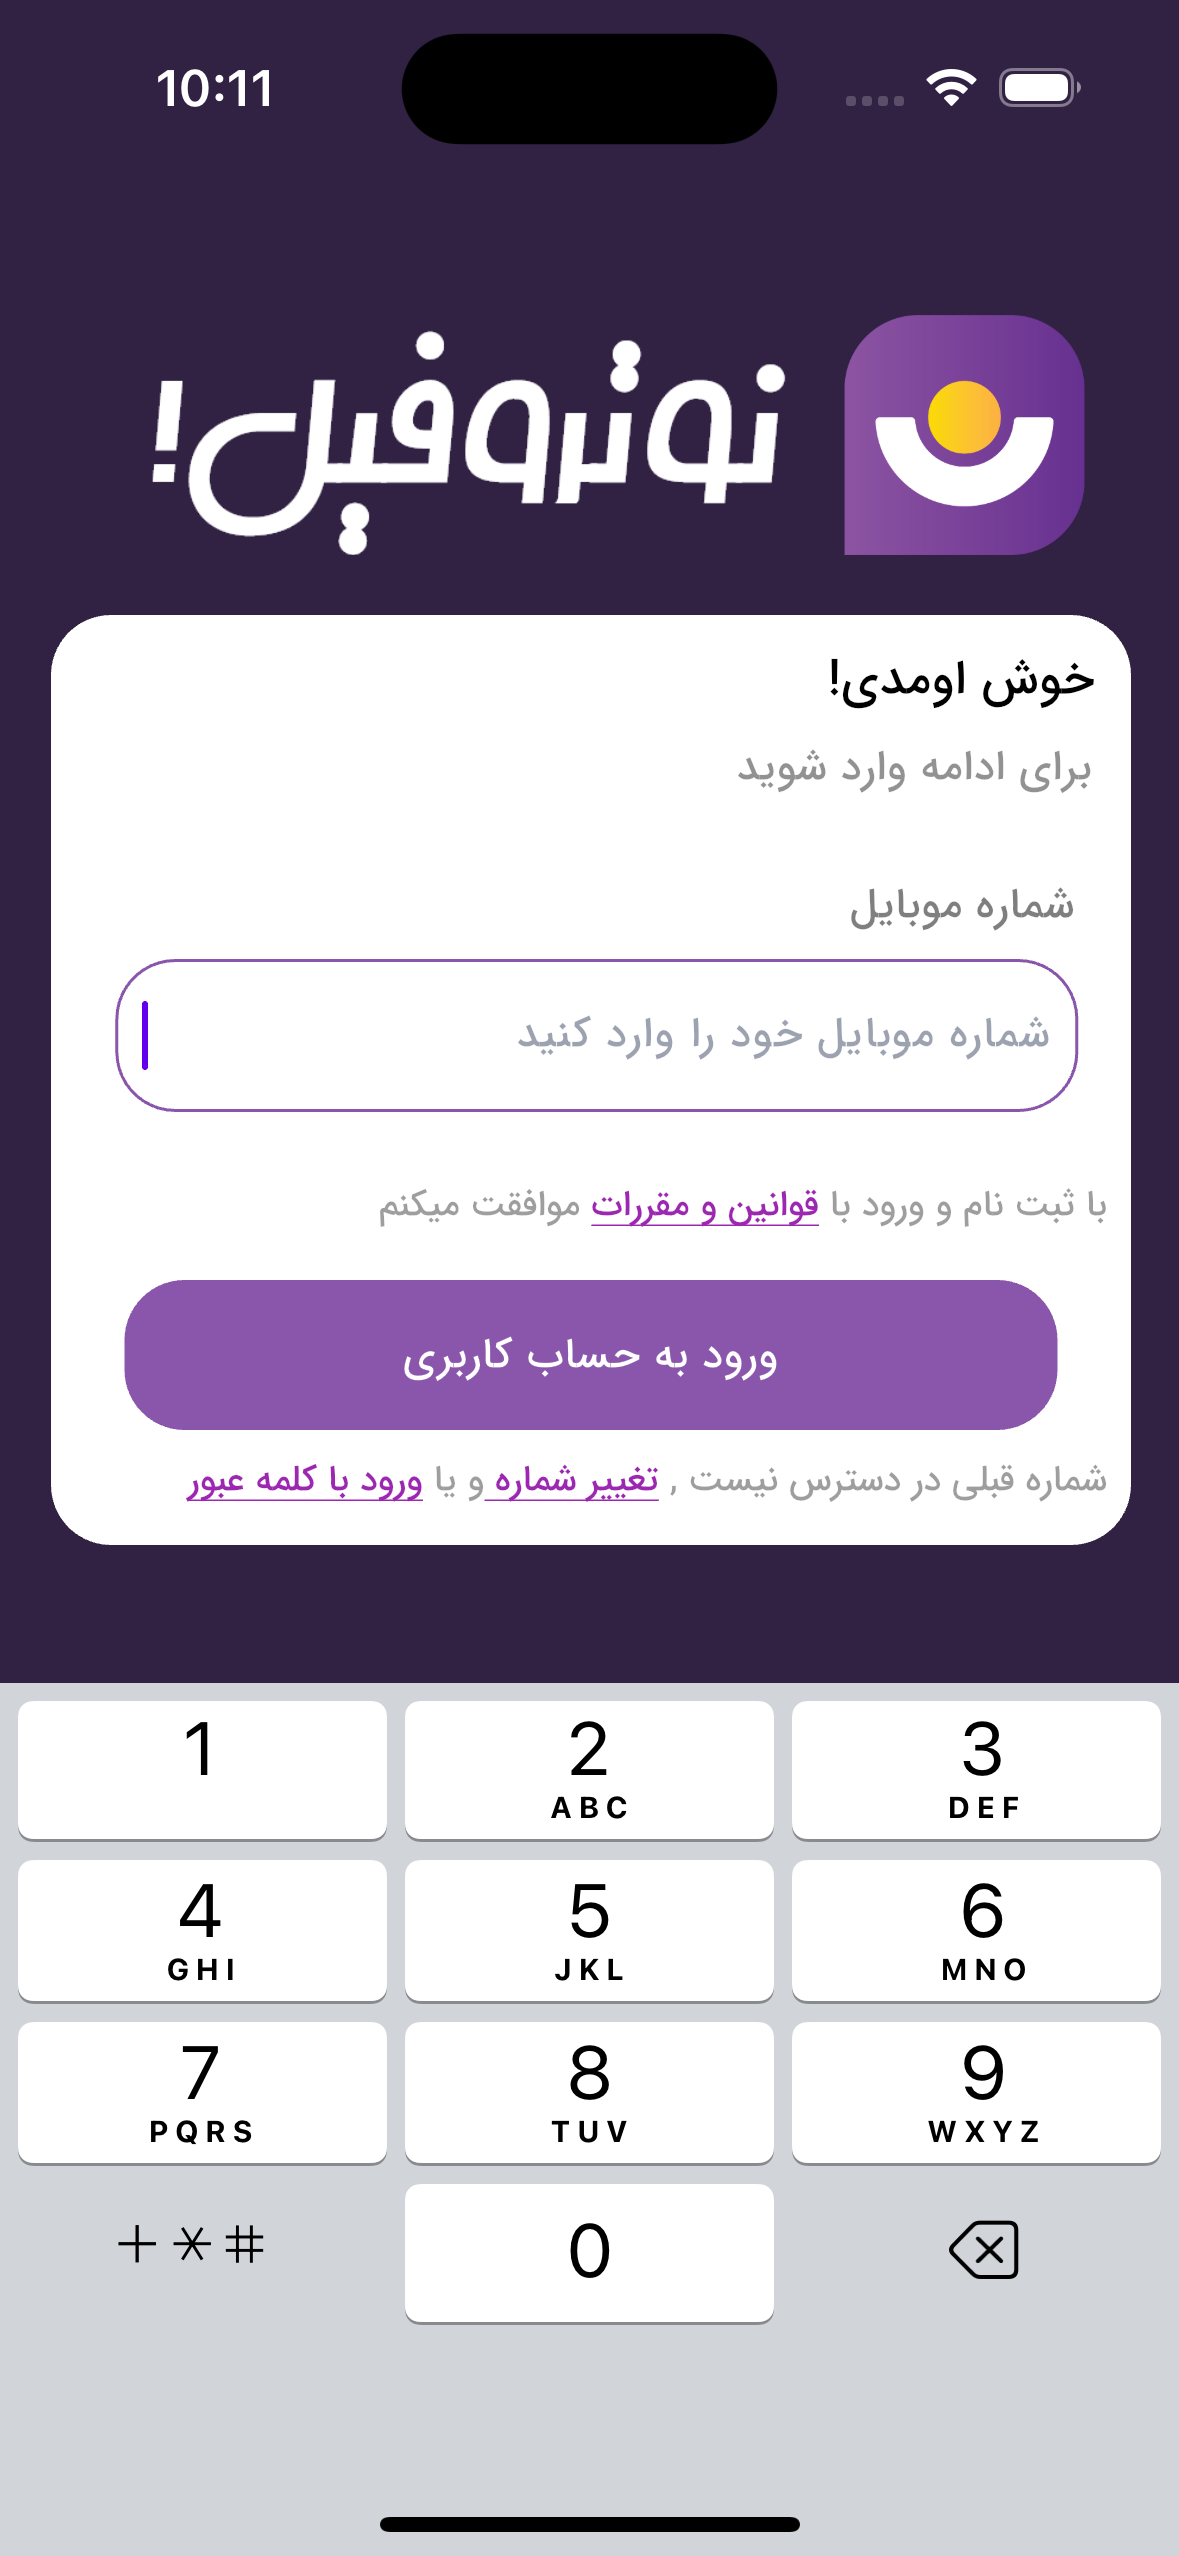 10:11
نوتروفیل!
خوش اومدی!
برای ادامه وارد شوید
شماره موبایل
شماره موبایل خود را وارد کنید
با ثبت نام و ورود با قوانین و مقررات موافقت میکنم
ورود به حساب کاربری
شماره قبلی در دسترس نیست , تغییر شماره و یا ورود با کلمه عبور
1 2 3
ABC DEF
4 5 6
GHI JKL MNO
7 8 9
PQRS TUV WXYZ
+*# 0